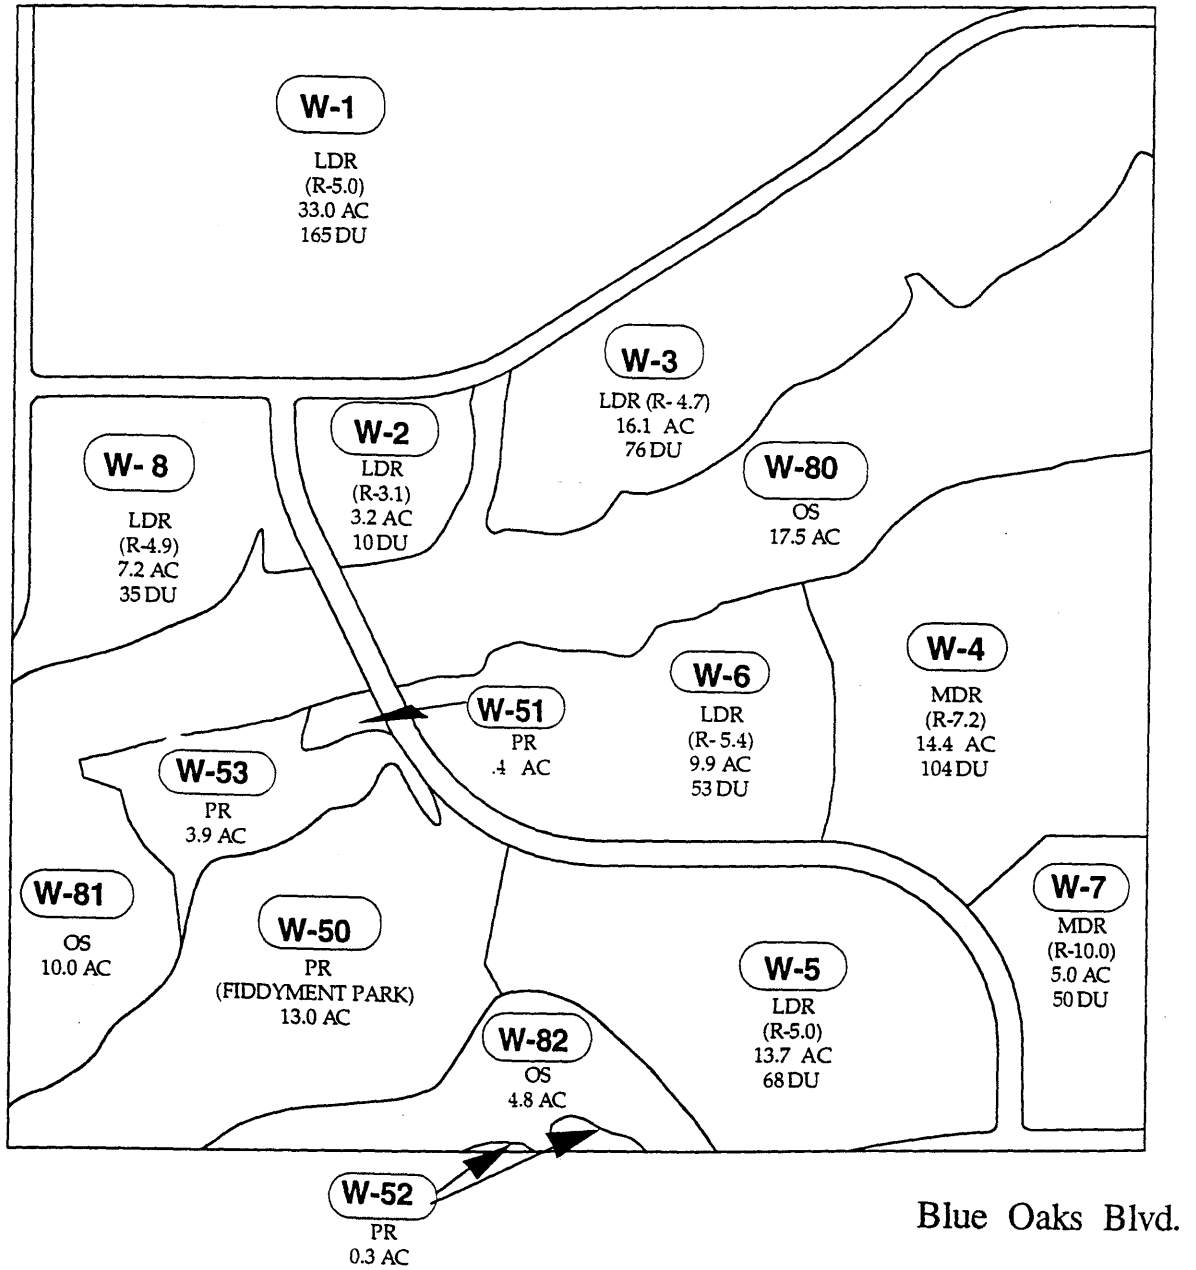 W-1
LDR
(R-5.0)
33.0 AC
165 DU
W-3
LDR (R- 4.7)
16.1 AC
76 DU
W-2
LDR
(R-3.1)
3.2 AC
10 DU
W- 8
LDR
(R-4.9)
7.2 AC
35 DU
W-80
OS
17.5 AC
W-4
MDR
(R-7.2)
14.4 AC
104 DU
W-6
LDR
(R- 5.4)
9.9 AC
53 DU
W-51
PR
.4 AC
W-53
PR
3.9 AC
W-81
OS
10.0 AC
W-50
PR
(FIDDYMENT PARK)
13.0 AC
W-7
MDR
(R-10.0)
5.0 AC
50 DU
W-5
LDR
(R-5.0)
13.7 AC
68 DU
W-82
OS
4.8 AC
W-52
PR
0.3 AC
Blue Oaks Blvd.